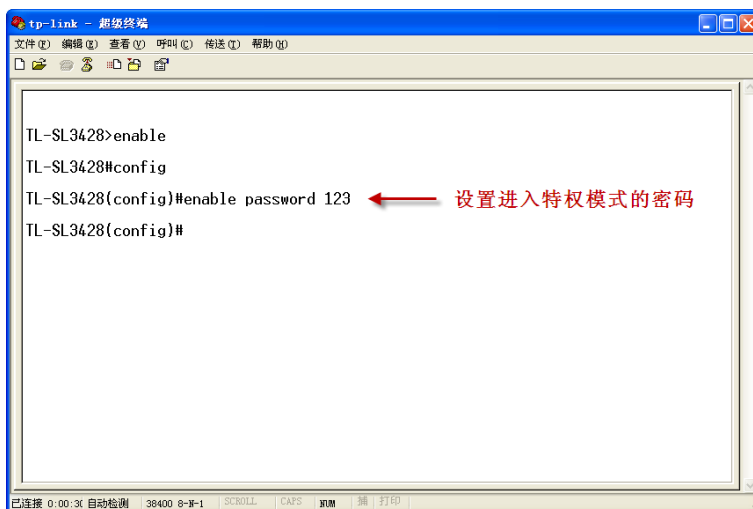 tp-link - 超级终端
文件(F) 编辑(E) 查看(V) 呼叫(C) 传送(T) 帮助(H)
TL-SL3428>enable
TL-SL3428#config
TL-SL3428(config)#enable password 123 设置进入特权模式的密码
TL-SL3428(config)#
已连接 0:00:3( 自动检测 38400 8-N-1 SCROLL CAPS NUM 捕 打印